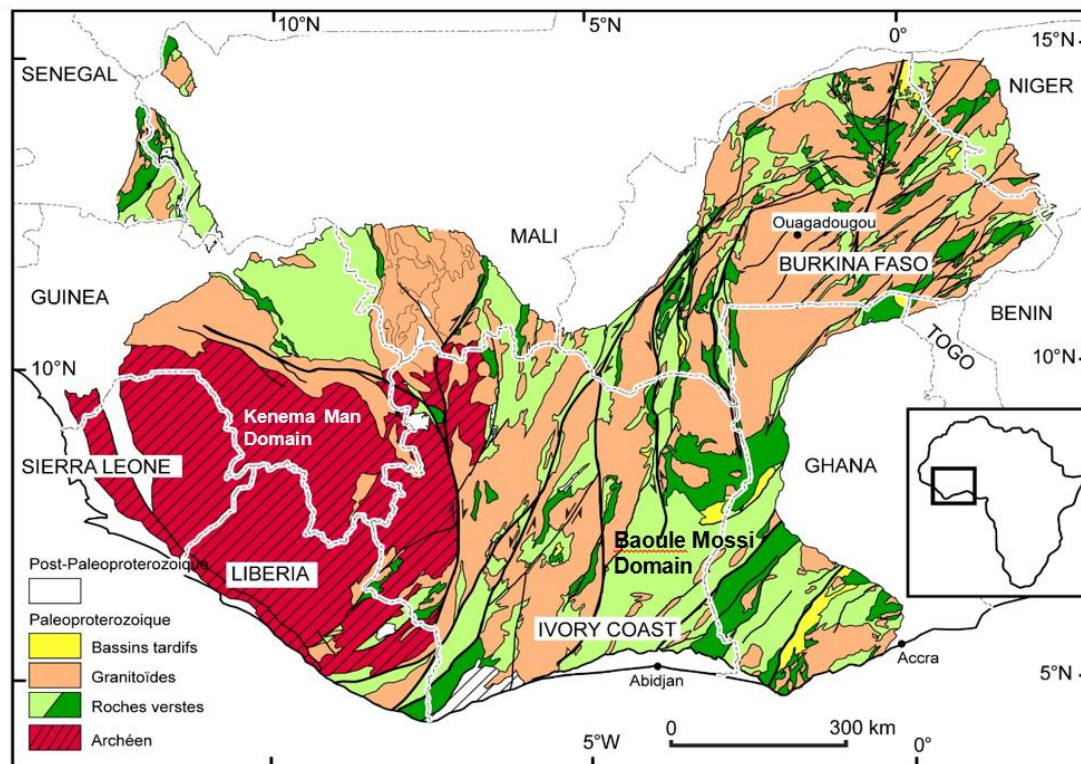 10°N
5°N
0°
15°N
SENEGAL
NIGER
MALI
Ouagadougou
BURKINA FASO
GUINEA
BENIN
TOGO
10°N
10°N
Kenema Man
Domain
SIERRA LEONE
GHANA
Baoule Mossi
Domain
Post-Paleoproterozoïque
LIBERIA
Paleoproterozoique
IVORY COAST
Bassins tardifs
Granitoïdes
Accra
Abidjan
5°N
Roches verstes
0
300 km
Archéen
5°W
0°